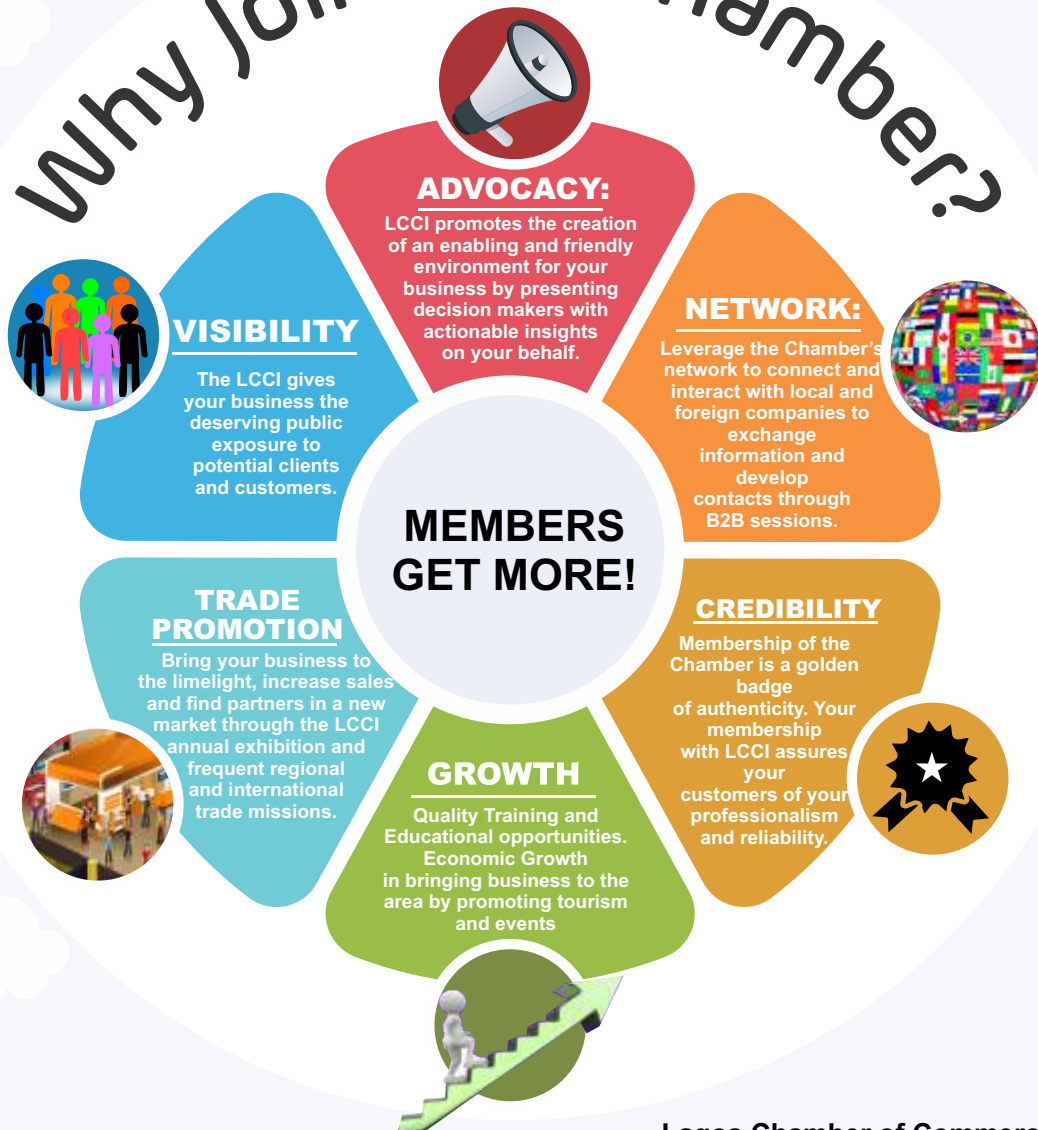 Why Join
Chamber?
ADVOCACY:
LCCI promotes the creation
of an enabling and friendly
environment for your
business by presenting
decision makers with
actionable insights
on your behalf.
NETWORK:
Leverage the Chamber's
network to connect and
interact with local and
foreign companies to
exchange
information and
develop
contacts through
B2B sessions.
CREDIBILITY
Membership of the
Chamber is a golden
badge
of authenticity. Your
membership
with LCCI assures
your
customers of your
professionalism
and reliability.
GROWTH
Quality Training and
Educational opportunities.
Economic Growth
in bringing business to the
area by promoting tourism
and events
TRADE
PROMOTION
Bring your business to
the limelight, increase sales
and find partners in a new
market through the LCCI
annual exhibition and
frequent regional
and international
trade missions.
VISIBILITY
The LCCI gives
your business the
deserving public
exposure to
potential clients
and customers.
MEMBERS
GET MORE!
Lagos Chamber of Commerc